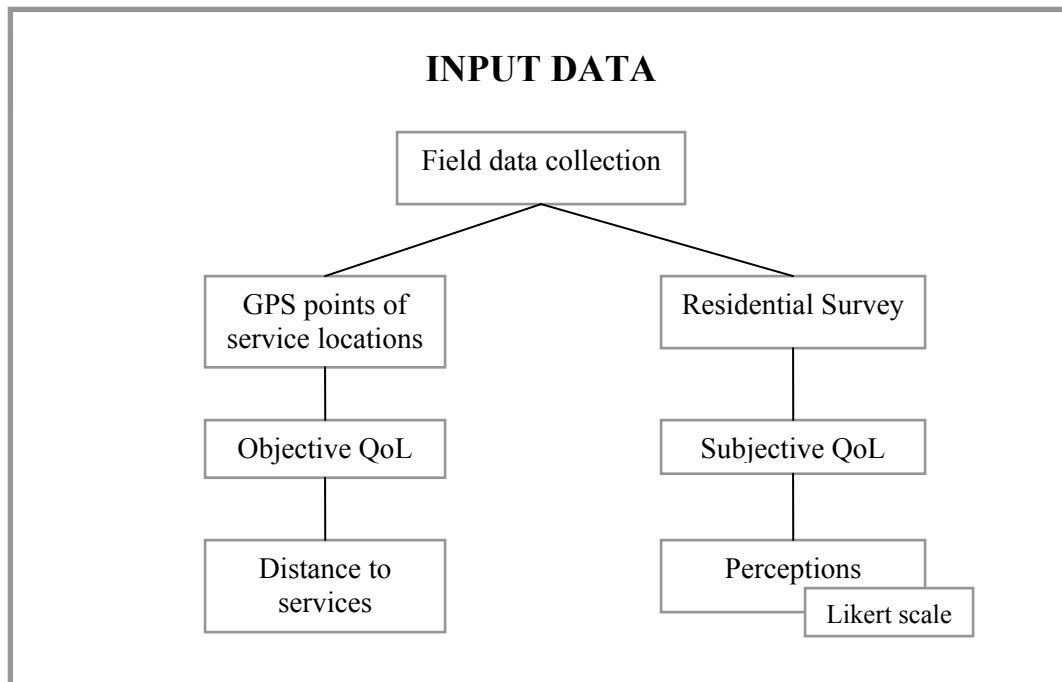 INPUT DATA
Field data collection
GPS points of
service locations
Residential Survey
Objective QoL
Subjective QoL
Distance to
services
Perceptions
Likert scale